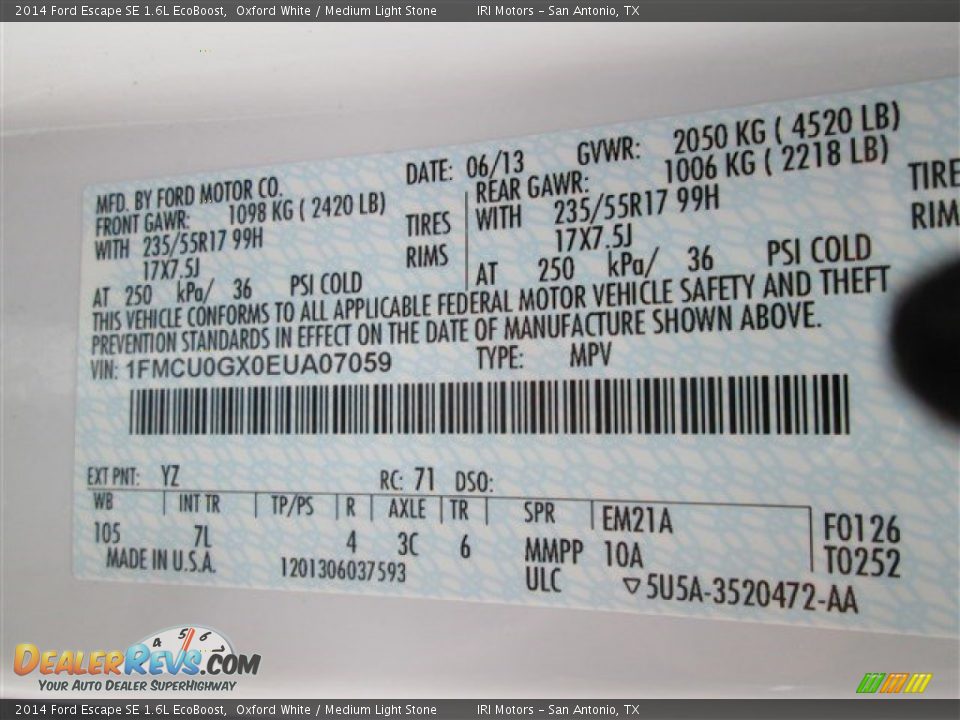 2014 Ford Escape SE 1.6L EcoBoost, Oxford White / Medium Light Stone IRI Motors - San Antonio, TX
MFD. BY FORD MOTOR CO. DATE: 06/13 GVWR: 2050 KG ( 4520 LB)
FRONT GAWR: 1098 KG ( 2420 LB) REAR GAWR: 1006 KG ( 2218 LB)
WITH 235/55R17 99H TIRES WITH 235/55R17 99H TIRE
17X7.5J RIMS 17X7.5J RIM
AT 250 kPa/ 36 PSI COLD AT 250 kPa/ 36 PSI COLD
THIS VEHICLE CONFORMS TO ALL APPLICABLE FEDERAL MOTOR VEHICLE SAFETY AND THEFT
PREVENTION STANDARDS IN EFFECT ON THE DATE OF MANUFACTURE SHOWN ABOVE.
VIN: 1FMCU0GX0EUA07059 TYPE: MPV
EXT PNT: YZ RC: 71 DSO:
WB INT TR TP/PS R AXLE TR SPR EM21A F0126
105 7L 4 3C 6 MMPP 10A T0252
MADE IN U.S.A. 1201306037593 ULC ▽5U5A-3520472-AA
4 5 6
DEALERREVS.COM
YOUR AUTO DEALER SUPERHIGHWAY
2014 Ford Escape SE 1.6L EcoBoost, Oxford White / Medium Light Stone IRI Motors - San Antonio, TX